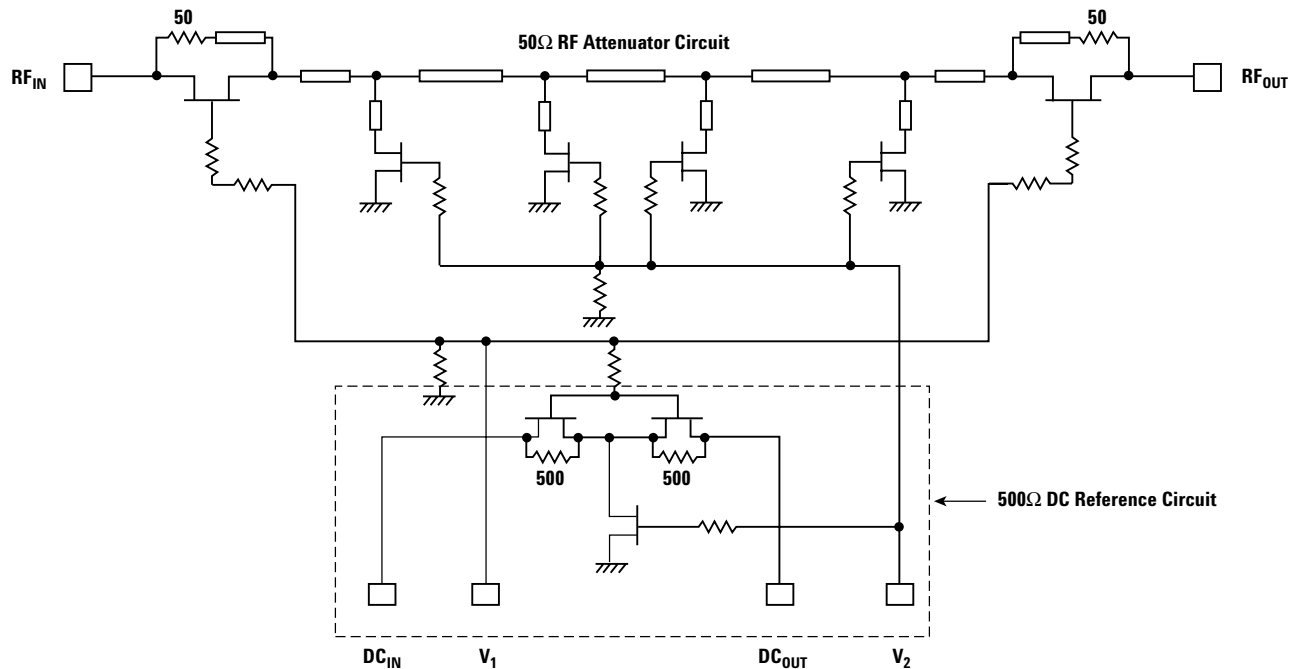 50
50
50Ω RF Attenuator Circuit
RF_IN
RF_OUT
500
500
500Ω DC Reference Circuit
DC_IN
V_1
DC_OUT
V_2